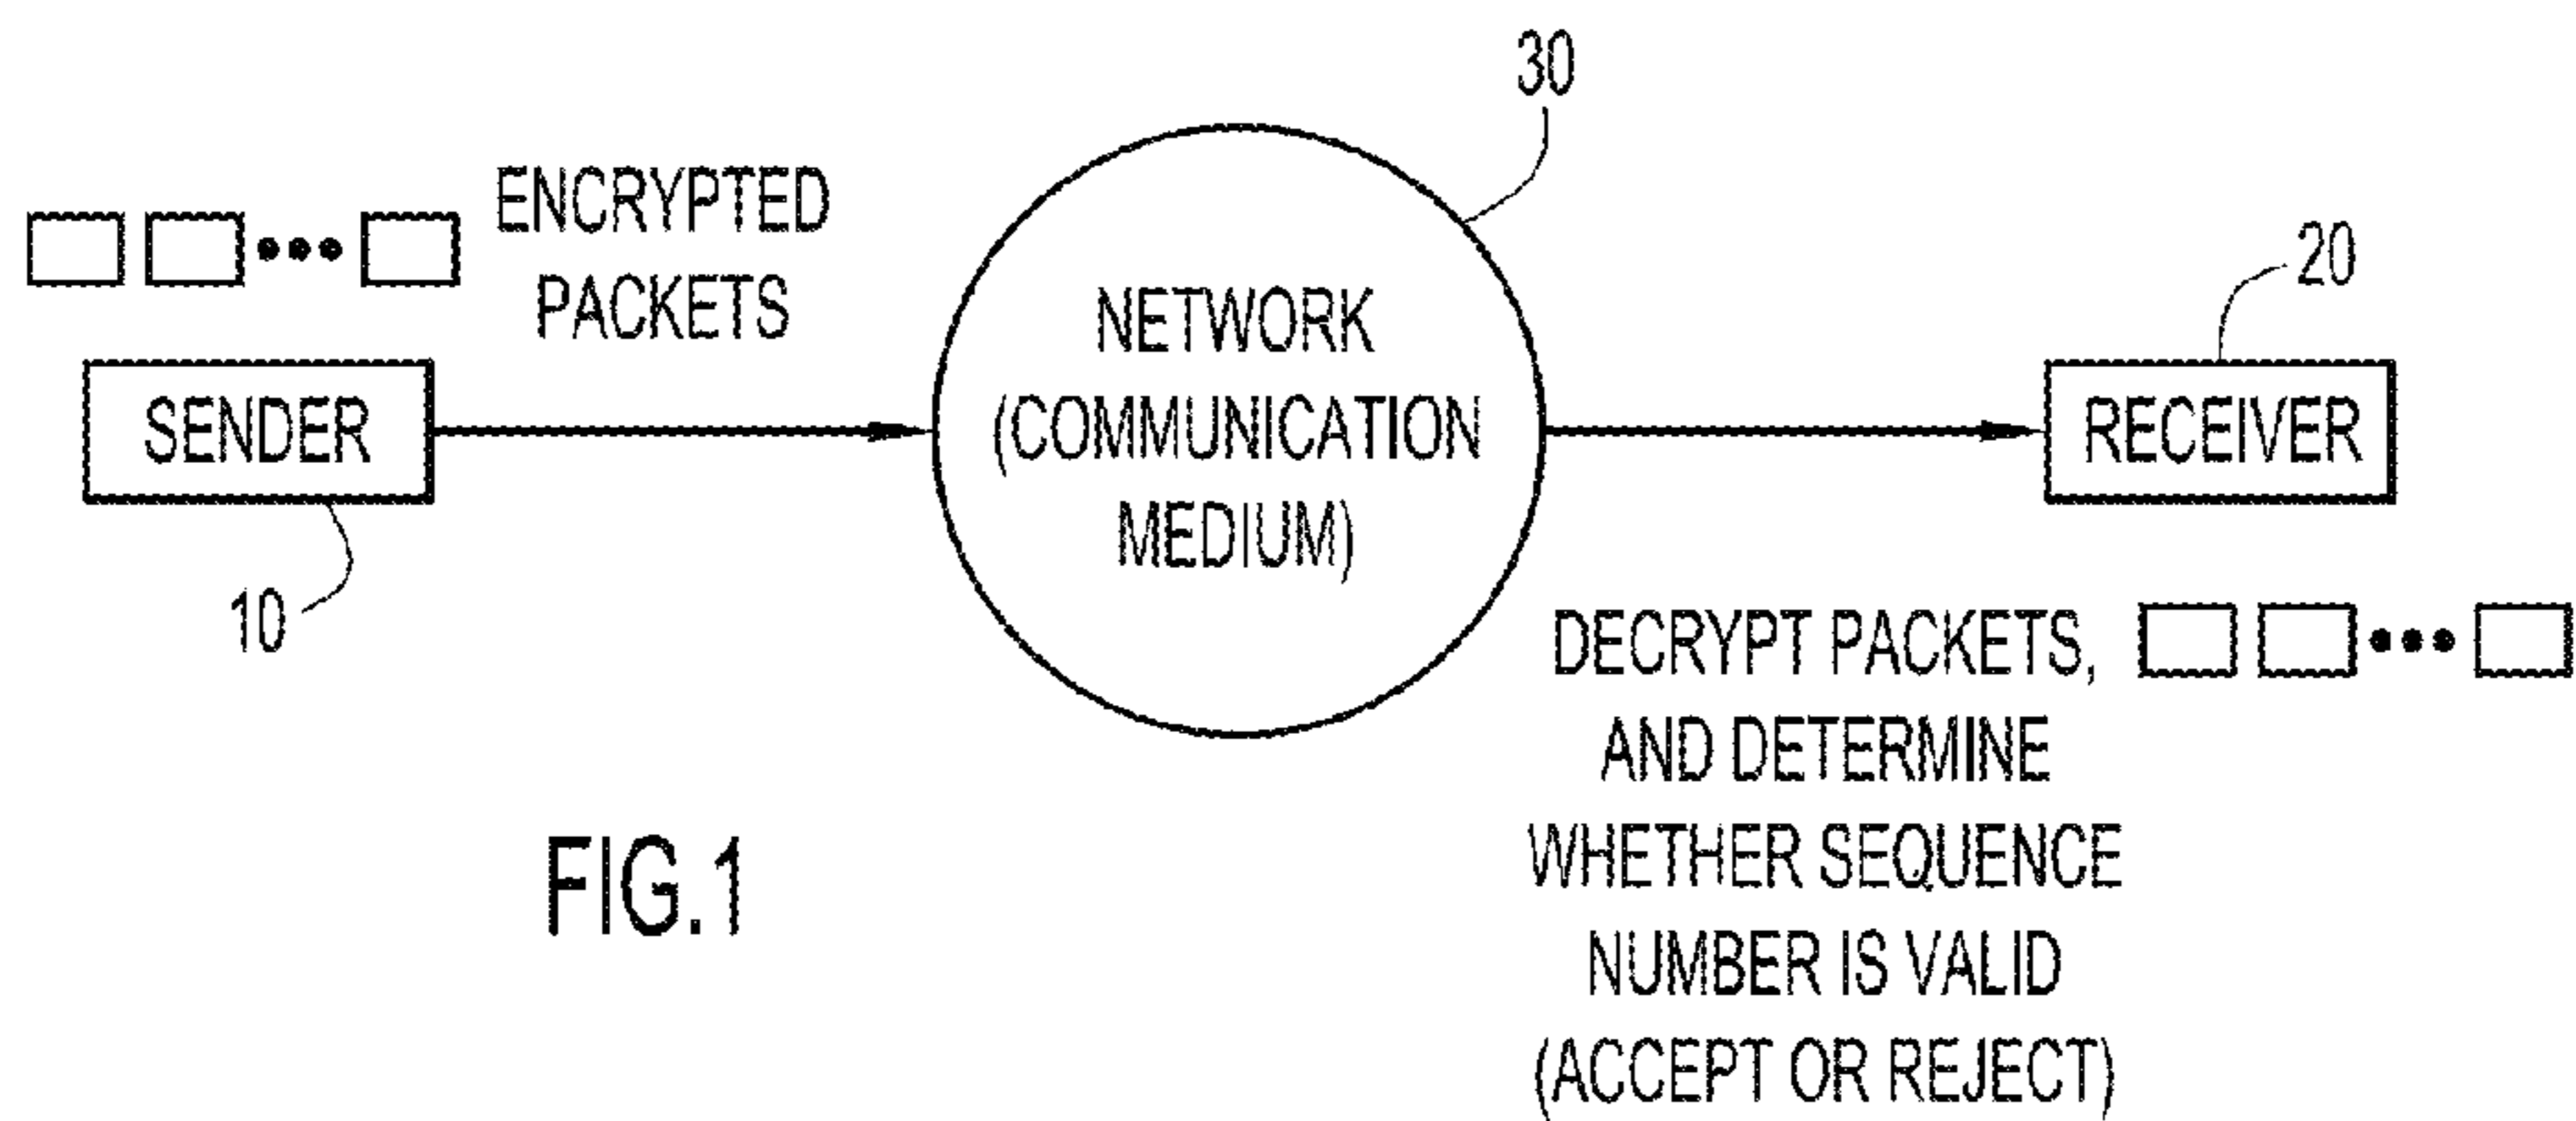 30
ENCRYPTED
PACKETS
20
NETWORK
(COMMUNICATION
MEDIUM)
SENDER
RECEIVER
10
DECRYPT PACKETS,
AND DETERMINE
WHETHER SEQUENCE
NUMBER IS VALID
(ACCEPT OR REJECT)
FIG.1